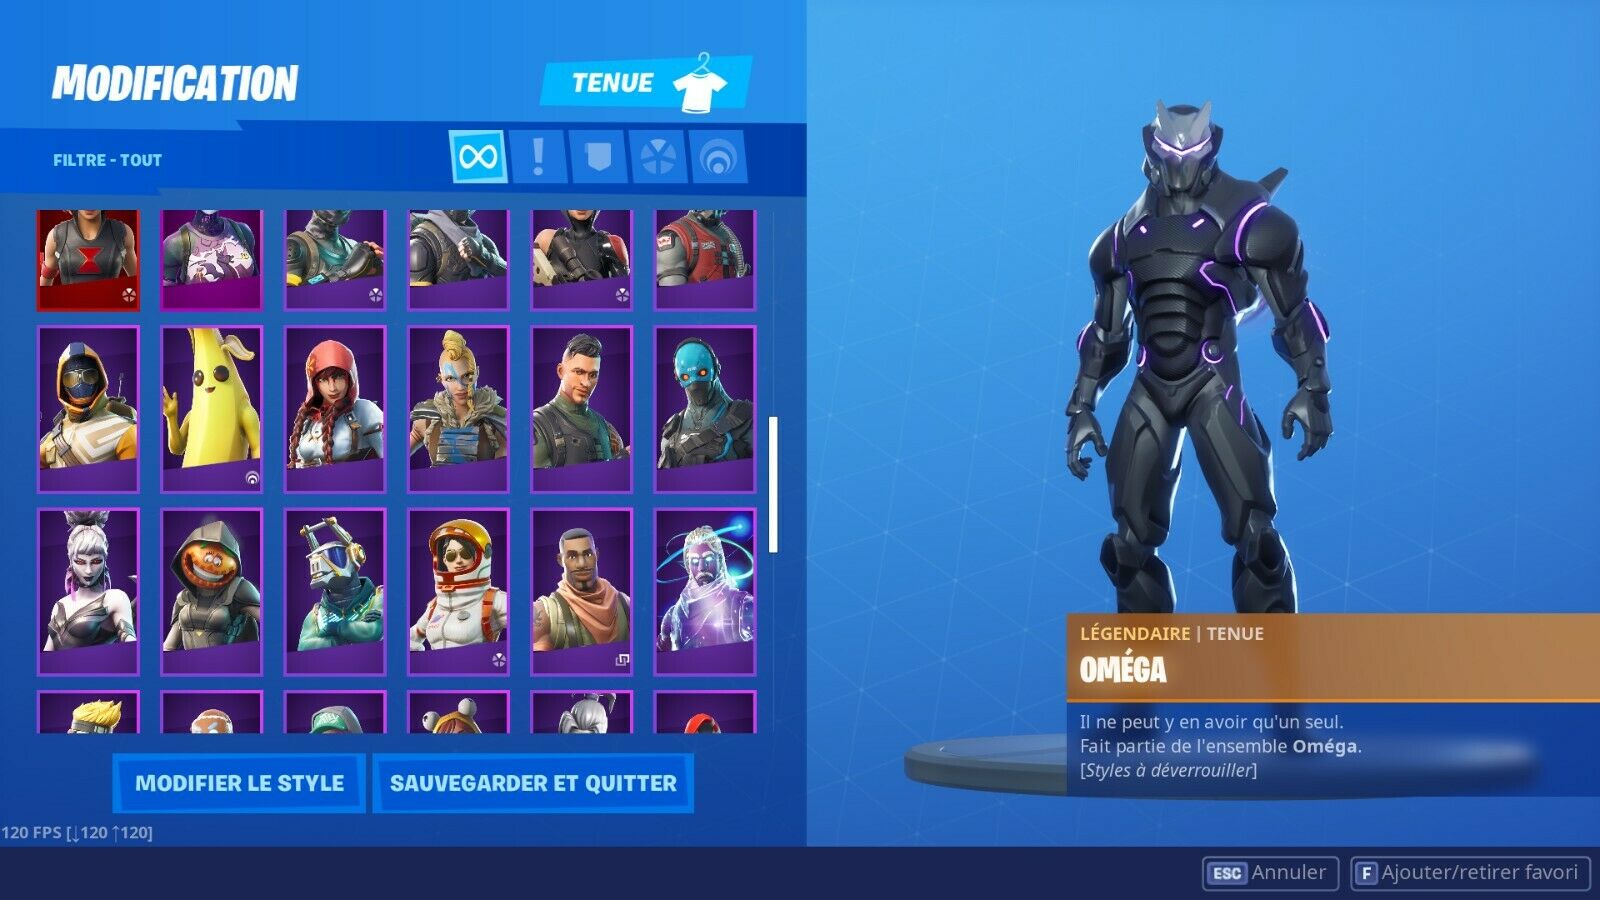 MODIFICATION
TENUE
FILTRE - TOUT
MODIFIER LE STYLE
SAUVEGARDER ET QUITTER
120 FPS [↓120 ↑120]
LÉGENDAIRE | TENUE
OMÉGA
Il ne peut y en avoir qu'un seul.
Fait partie de l'ensemble Oméga.
[Styles à déverrouiller]
ESC Annuler
F Ajouter/retirer favori